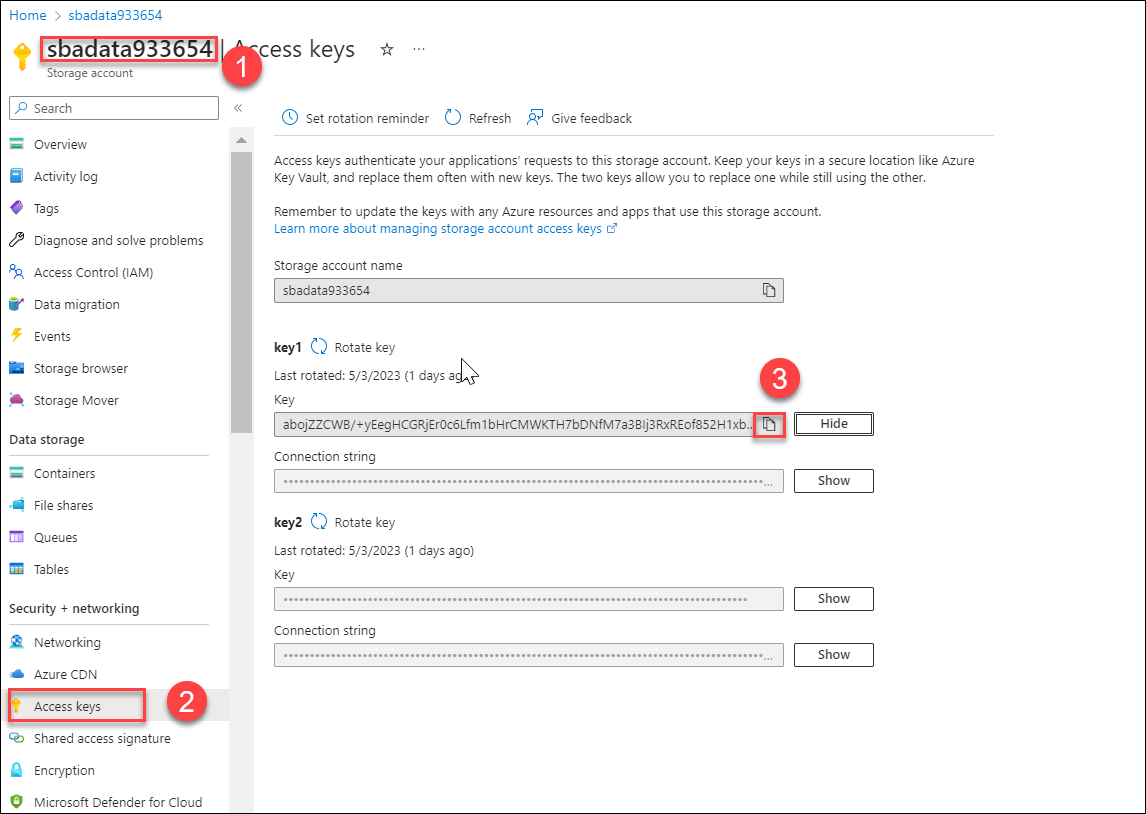 Home > sbadata933654
sbadata933654 | Access keys ☆ ...
1
Storage account
Search «
Overview
Activity log
Tags
Diagnose and solve problems
Access Control (IAM)
Data migration
Events
Storage browser
Storage Mover
Data storage
Containers
File shares
Queues
Tables
Security + networking
Networking
Azure CDN
Access keys
2
Shared access signature
Encryption
Microsoft Defender for Cloud
Set rotation reminder Refresh Give feedback
Access keys authenticate your applications' requests to this storage account. Keep your keys in a secure location like Azure
Key Vault, and replace them often with new keys. The two keys allow you to replace one while still using the other.
Remember to update the keys with any Azure resources and apps that use this storage account.
Learn more about managing storage account access keys
Storage account name
sbadata933654
key1 Rotate key
Last rotated: 5/3/2023 (1 days ago)
3
Key
abojZZCWB/+yEegHCGRjEr0c6Lfm1bHrCMWKTH7bDNfM7a3BIj3RxREof852H1xb... Hide
Connection string
Show
key2 Rotate key
Last rotated: 5/3/2023 (1 days ago)
Key
Show
Connection string
Show